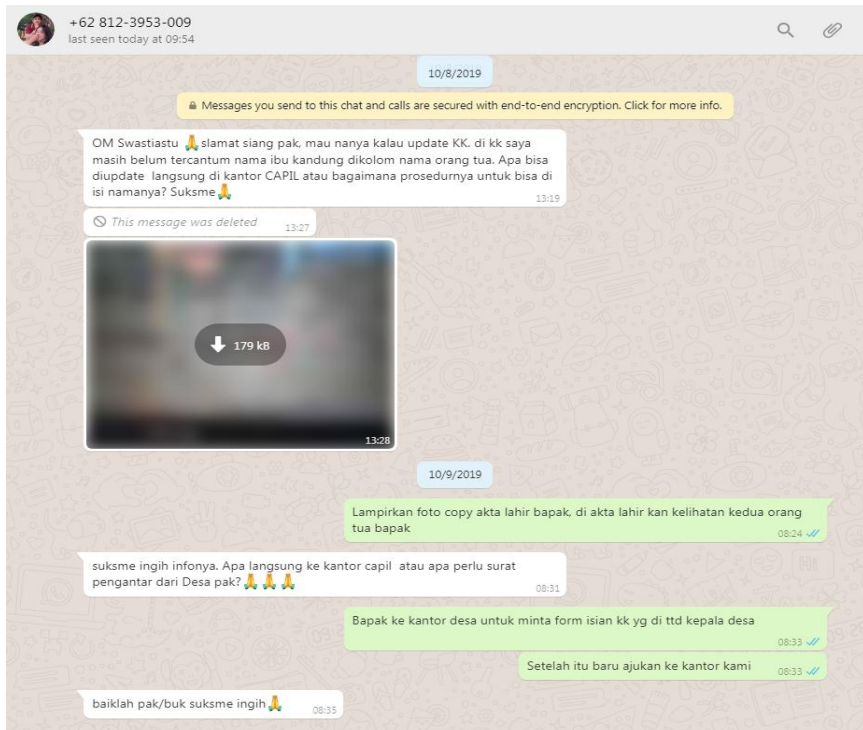 +62 812-3953-009
last seen today at 09:54
10/8/2019
Messages you send to this chat and calls are secured with end-to-end encryption. Click for more info.
OM Swastiastu 🙏slamat siang pak, mau nanya kalau update KK. di kk saya
masih belum tercantum nama ibu kandung dikolom nama orang tua. Apa bisa
diupdate langsung di kantor CAPIL atau bagaimana prosedurnya untuk bisa di
isi namanya? Suksme🙏
13:19
This message was deleted 13:27
179 kB
13:28
10/9/2019
Lampirkan foto copy akta lahir bapak, di akta lahir kan kelihatan kedua orang
tua bapak
08:24
suksme ingih infonya. Apa langsung ke kantor capil atau apa perlu surat
pengantar dari Desa pak?🙏🙏🙏
08:31
Bapak ke kantor desa untuk minta form isian kk yg di ttd kepala desa
08:33
Setelah itu baru ajukan ke kantor kami 08:33
baiklah pak/buk suksme ingih🙏 08:35